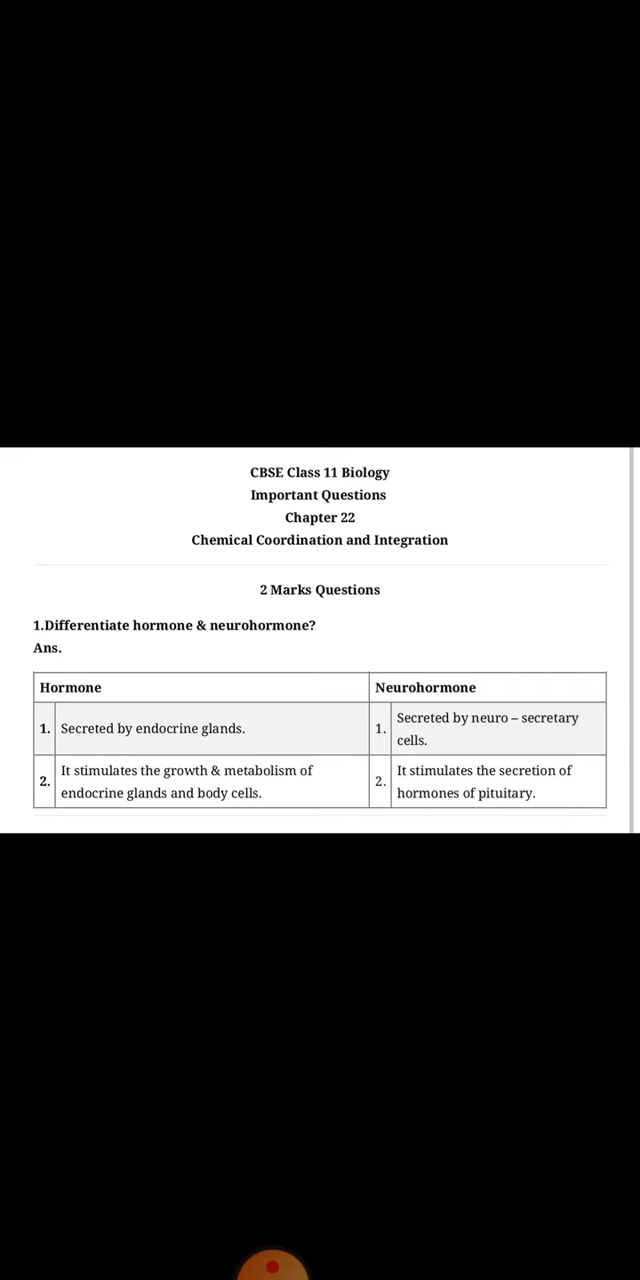 CBSE Class 11 Biology
Important Questions
Chapter 22
Chemical Coordination and Integration
2 Marks Questions
1.Differentiate hormone & neurohormone?
Ans.
Hormone
Neurohormone
1. Secreted by endocrine glands.
1. Secreted by neuro – secretary
cells.
2. It stimulates the growth & metabolism of
endocrine glands and body cells.
2. It stimulates the secretion of
hormones of pituitary.